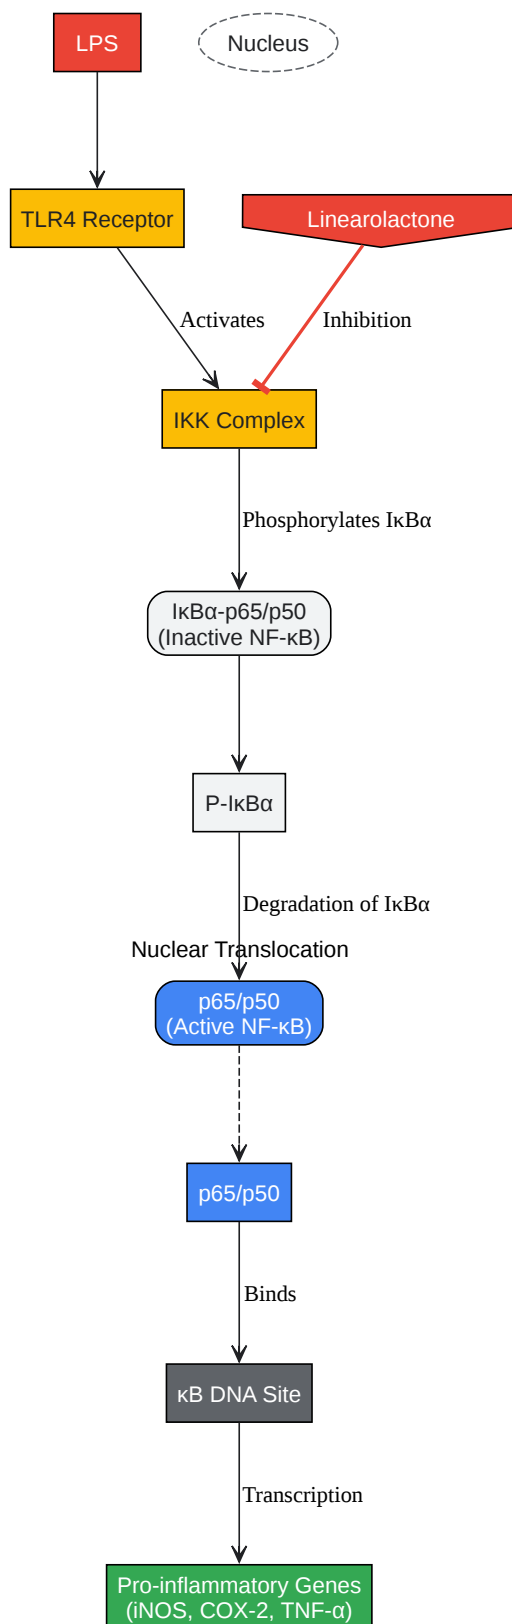 LPS
Nucleus
TLR4 Receptor
Linearolactone
Activates
Inhibition
IKK Complex
Phosphorylates IκBα
IκBα-p65/p50
(Inactive NF-κB)
P-IκBα
Degradation of IκBα
Nuclear Translocation
p65/p50
(Active NF-κB)
p65/p50
Binds
κB DNA Site
Transcription
Pro-inflammatory Genes
(iNOS, COX-2, TNF-α)